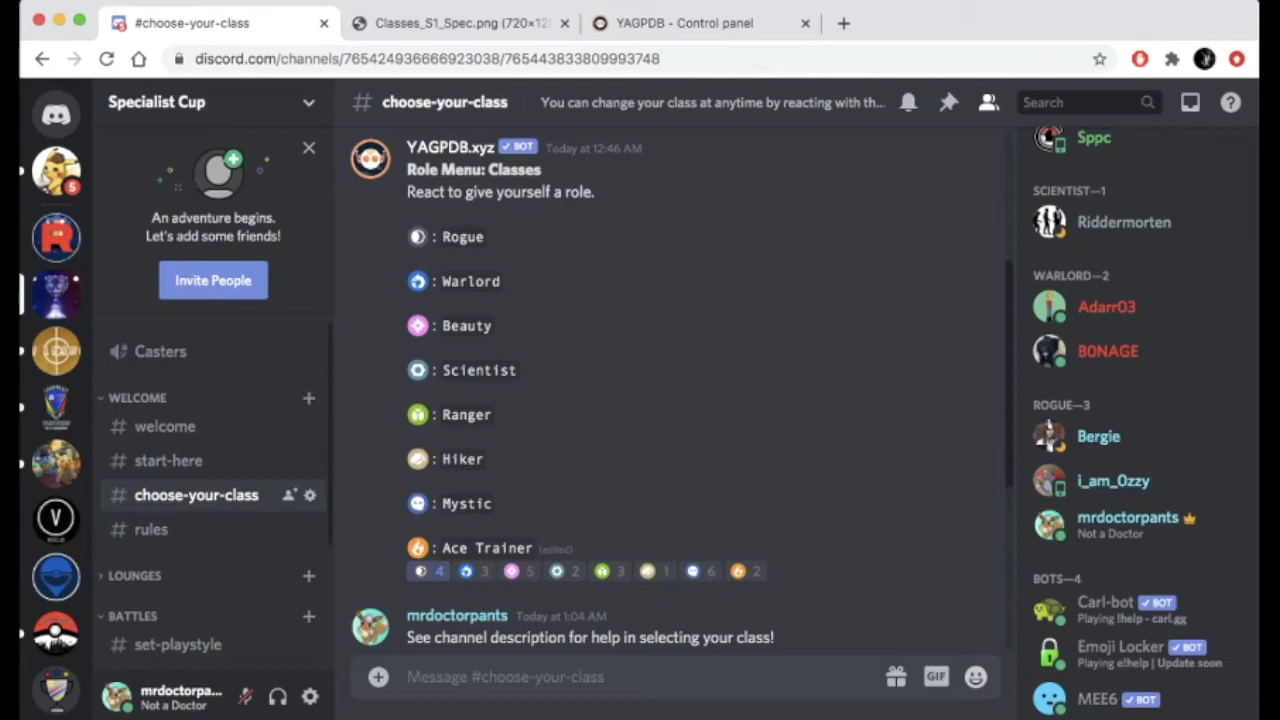 #choose-your-class
Classes_S1_Spec.png (720×12
YAGPDB - Control panel
discord.com/channels/765424936666923038/765443833809993748
Specialist Cup
# choose-your-class
You can change your class at anytime by reacting with th...
Search
5
An adventure begins.
Let's add some friends!
Invite People
Casters
WELCOME
# welcome
# start-here
# choose-your-class
# rules
LOUNGES
BATTLES
# set-playstyle
mrdoctorpa...
Not a Doctor
YAGPDB.xyz ✓ BOT Today at 12:46 AM
Role Menu: Classes
React to give yourself a role.
: Rogue
: Warlord
: Beauty
: Scientist
: Ranger
: Hiker
: Mystic
: Ace Trainer (edited)
4 3 5 2 3 1 6 2
mrdoctorpants Today at 1:04 AM
See channel description for help in selecting your class!
Message #choose-your-class
GIF
Sppc
SCIENTIST—1
Riddermorten
WARLORD—2
Adarr03
B0NAGE
ROGUE—3
Bergie
i_am_0zzy
mrdoctorpants
Not a Doctor
BOTS—4
Carl-bot ✓ BOT
Playing !help - carl.gg
Emoji Locker ✓ BOT
Playing e!help | Update soon
MEE6 ✓ BOT